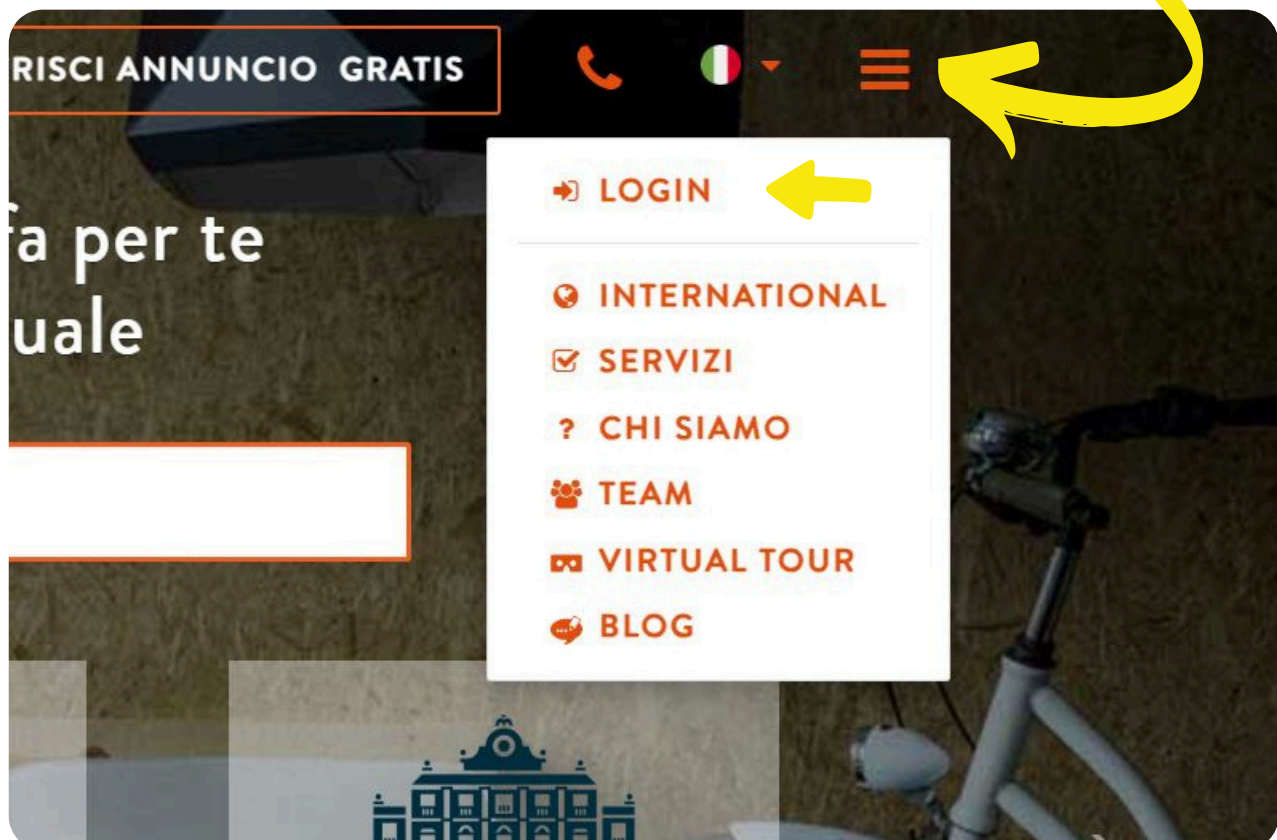 RISCI ANNUNCIO GRATIS
fa per te
uale
LOGIN
INTERNATIONAL
SERVIZI
? CHI SIAMO
TEAM
VIRTUAL TOUR
BLOG